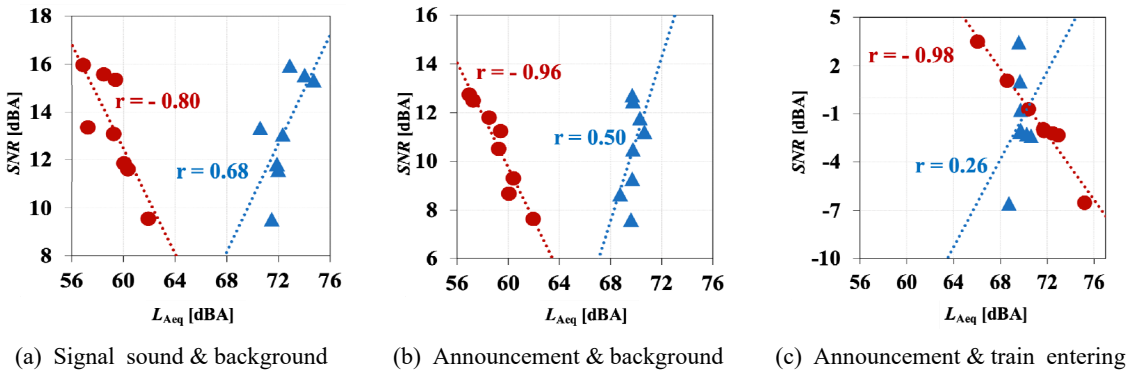 18
16
14
12
10
8
SNR [dBA]
r = - 0.80
r = 0.68
56 60 64 68 72 76
LAeq [dBA]
(a) Signal sound & background
16
14
12
10
8
6
SNR [dBA]
r = - 0.96
r = 0.50
56 60 64 68 72 76
LAeq [dBA]
(b) Announcement & background
5
2
-1
-4
-7
-10
SNR [dBA]
r = - 0.98
r = 0.26
56 60 64 68 72 76
LAeq [dBA]
(c) Announcement & train entering